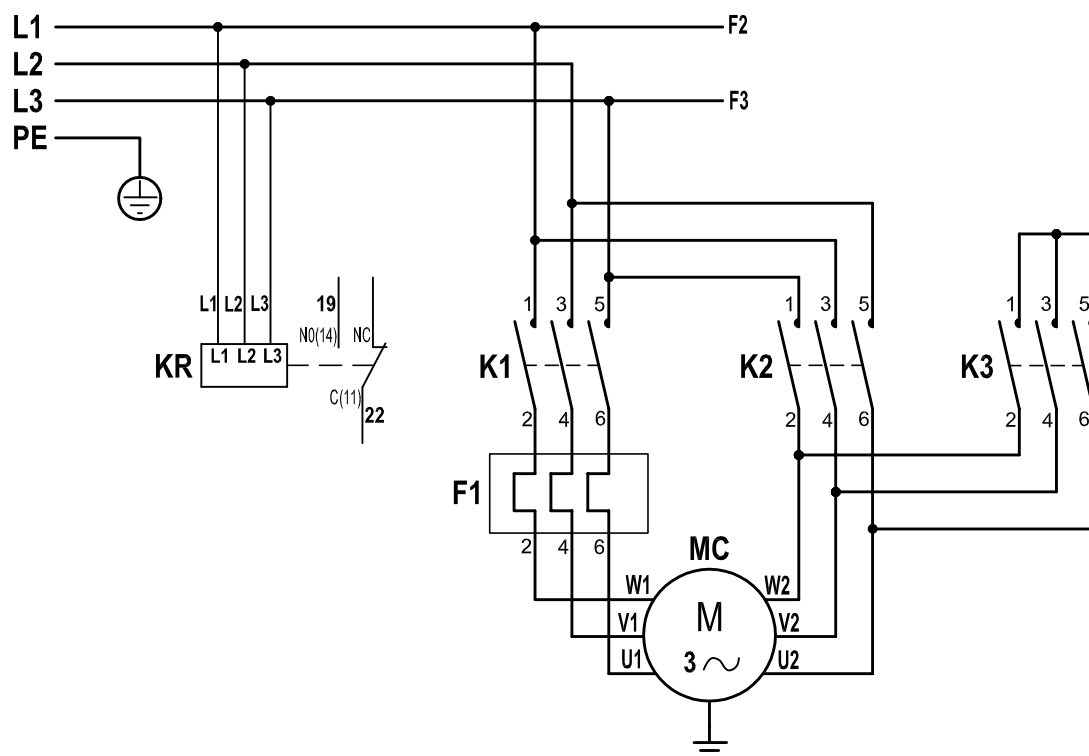 L1 F2
L2
L3 F3
PE
L1 L2 L3 19 1 3 5 1 3 5 1 3 5
N0(14) NC
KR L1 L2 L3 K1 K2 K3
C(11)
22 2 4 6 2 4 6 2 4 6
F1
2 4 6 MC
W1 W2
M
V1 V2
3
U1 U2